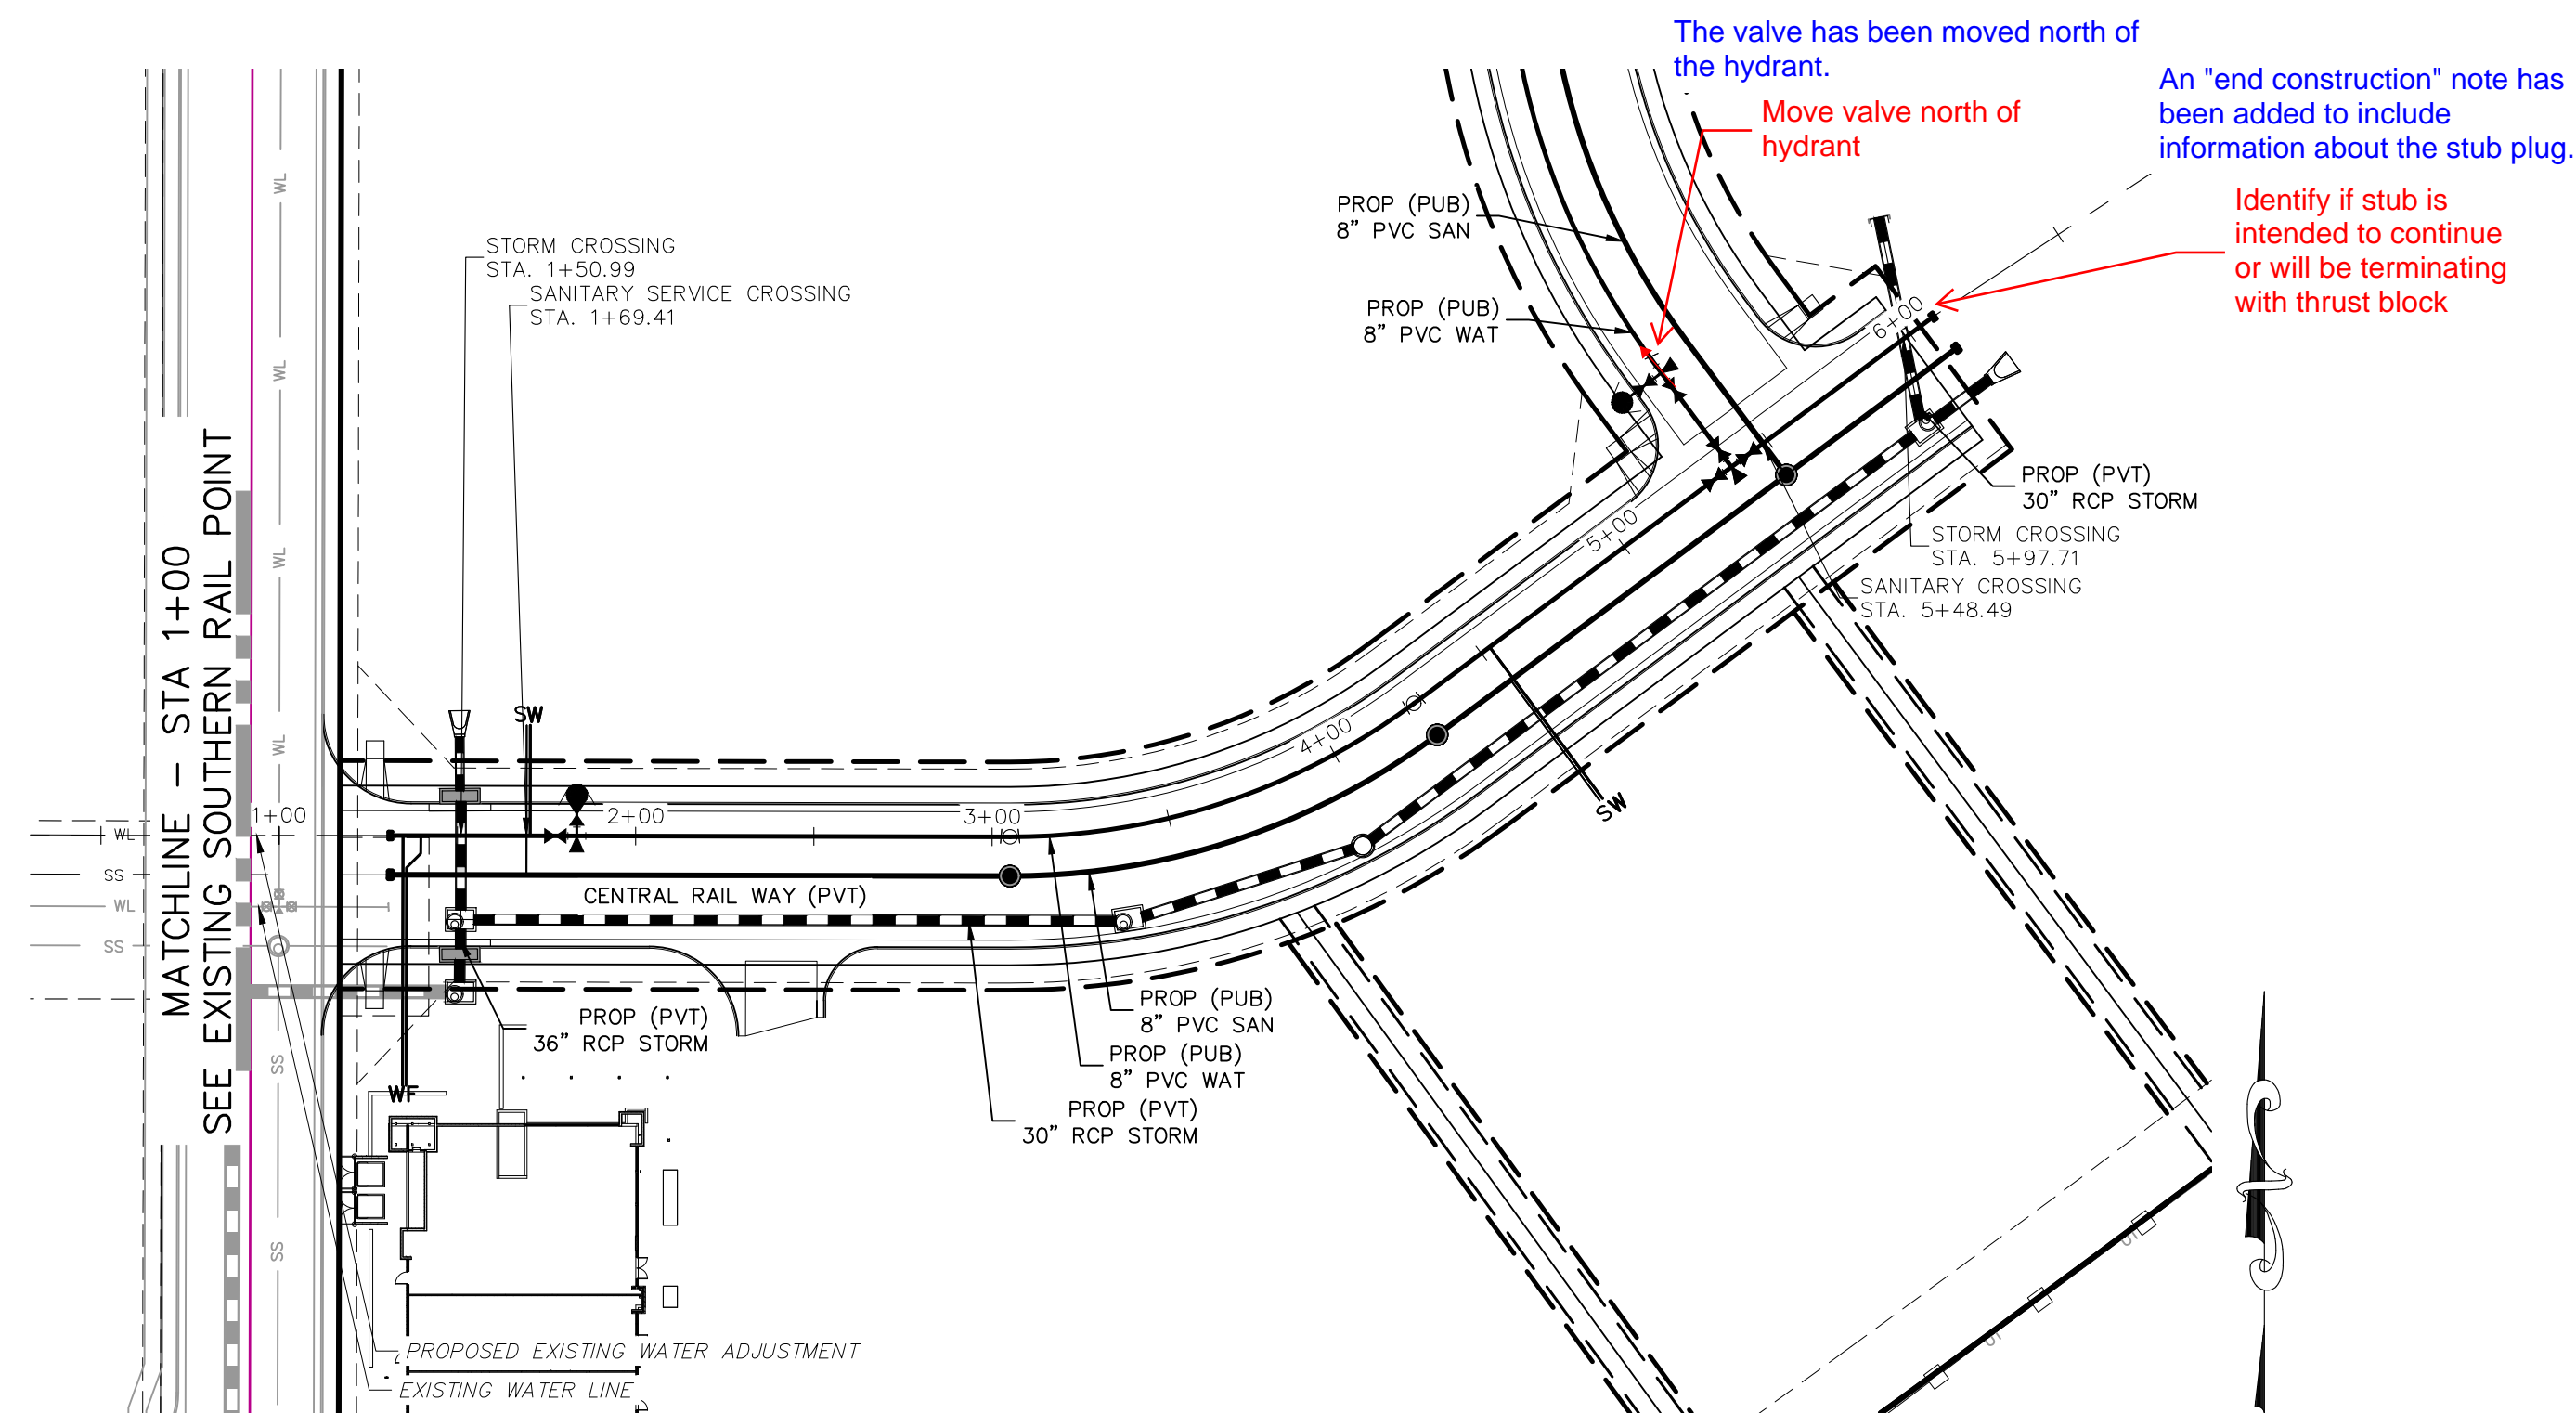 The valve has been moved north of
the hydrant.
Move valve north of
hydrant
An "end construction" note has
been added to include
information about the stub plug.
Identify if stub is
intended to continue
or will be terminating
with thrust block
PROP (PUB)
8" PVC SAN
PROP (PUB)
8" PVC WAT
STORM CROSSING
STA. 1+50.99
SANITARY SERVICE CROSSING
STA. 1+69.41
WL
WL
WL
WL
6+00
5+00
4+00
3+00
2+00
1+00
PROP (PVT)
30" RCP STORM
STORM CROSSING
STA. 5+97.71
SANITARY CROSSING
STA. 5+48.49
MATCHLINE - STA 1+00
SEE EXISTING SOUTHERN RAIL POINT
SW
SW
WL
SS
WL
SS
CENTRAL RAIL WAY (PVT)
PROP (PVT)
36" RCP STORM
PROP (PUB)
8" PVC SAN
PROP (PUB)
8" PVC WAT
PROP (PVT)
30" RCP STORM
SS
SS
WF
PROPOSED EXISTING WATER ADJUSTMENT
EXISTING WATER LINE